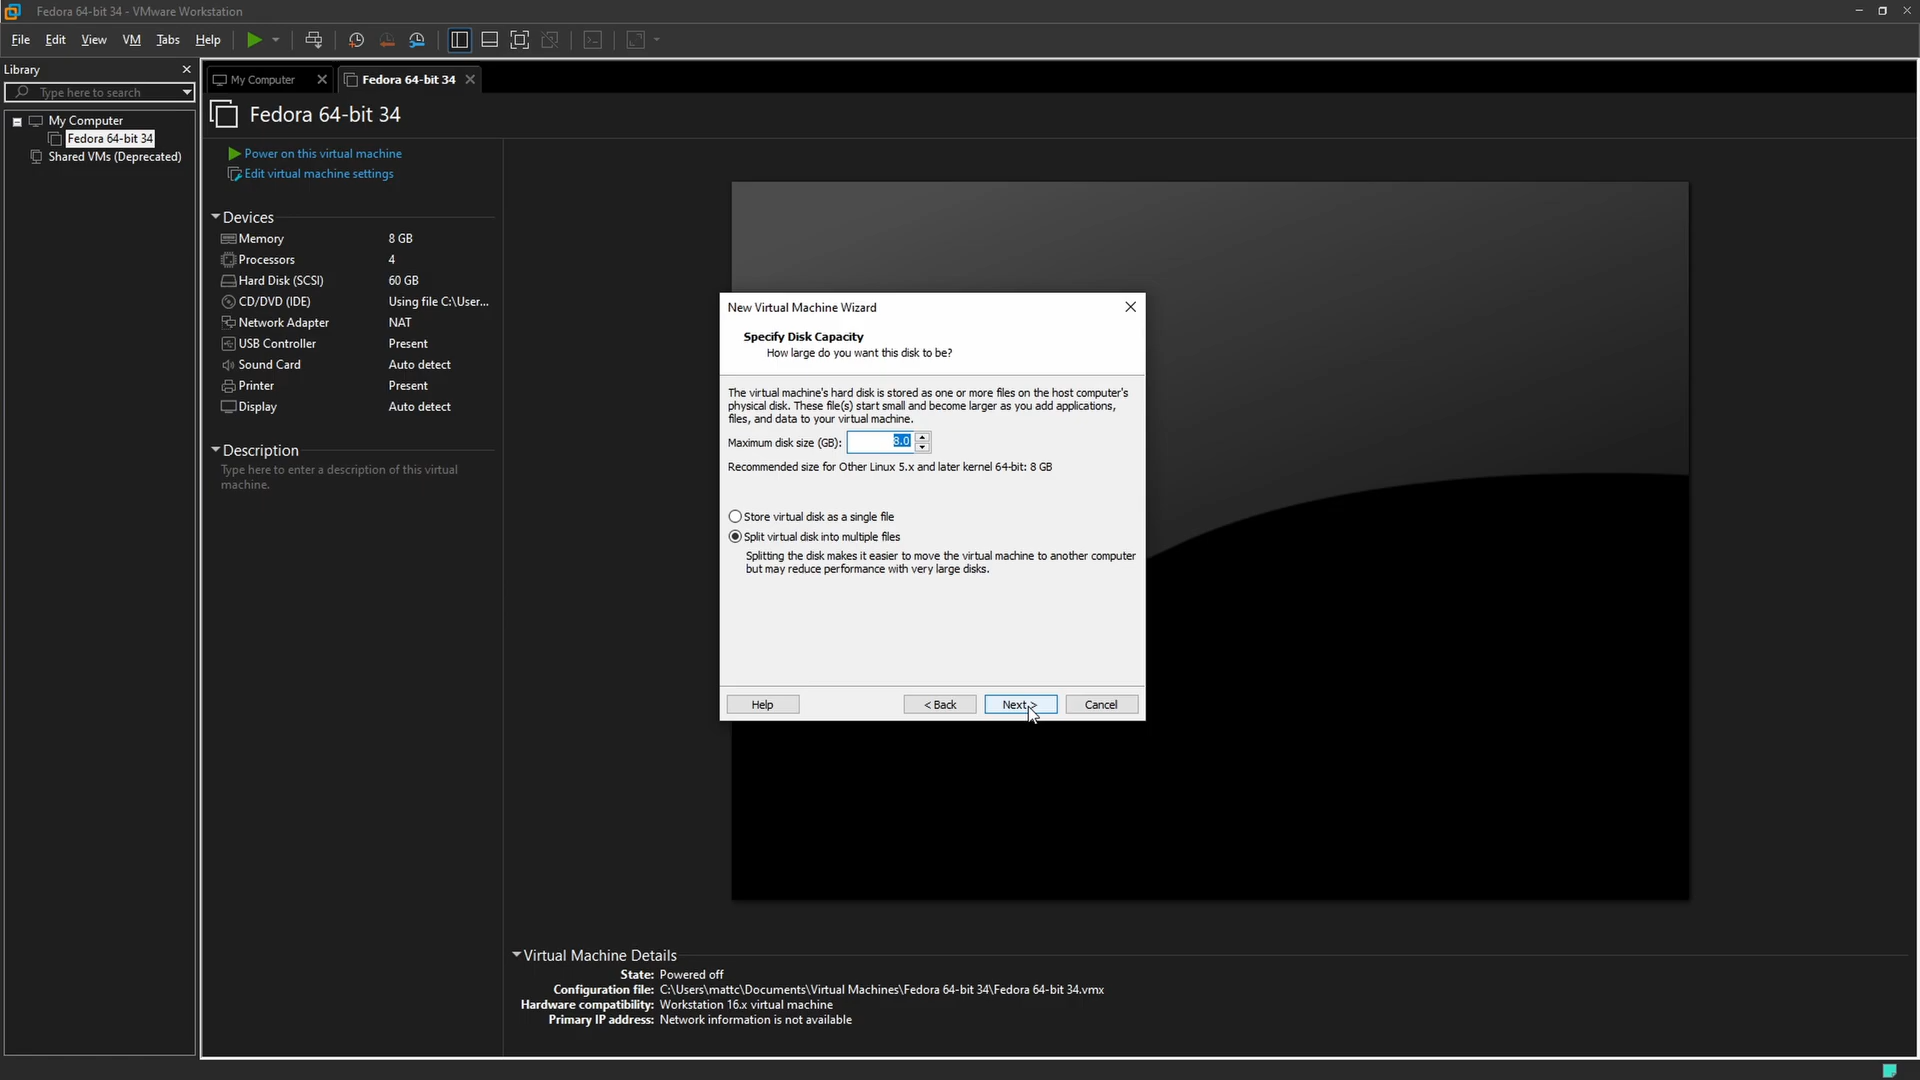 Fedora 64-bit 34 - VMware Workstation
File Edit View VM Tabs Help
Library
Type here to search
My Computer
Fedora 64-bit 34
Shared VMs (Deprecated)
My Computer Fedora 64-bit 34
Fedora 64-bit 34
Power on this virtual machine
Edit virtual machine settings
Devices
Memory 8 GB
Processors 4
Hard Disk (SCSI) 60 GB
CD/DVD (IDE) Using file C:\User...
Network Adapter NAT
USB Controller Present
Sound Card Auto detect
Printer Present
Display Auto detect
Description
Type here to enter a description of this virtual
machine.
New Virtual Machine Wizard
Specify Disk Capacity
How large do you want this disk to be?
The virtual machine's hard disk is stored as one or more files on the host computer's
physical disk. These file(s) start small and become larger as you add applications,
files, and data to your virtual machine.
Maximum disk size (GB): 8.0
Recommended size for Other Linux 5.x and later kernel 64-bit: 8 GB
Store virtual disk as a single file
Split virtual disk into multiple files
Splitting the disk makes it easier to move the virtual machine to another computer
but may reduce performance with very large disks.
Help < Back Next > Cancel
Virtual Machine Details
State: Powered off
Configuration file: C:\Users\mattc\Documents\Virtual Machines\Fedora 64-bit 34\Fedora 64-bit 34.vmx
Hardware compatibility: Workstation 16.x virtual machine
Primary IP address: Network information is not available